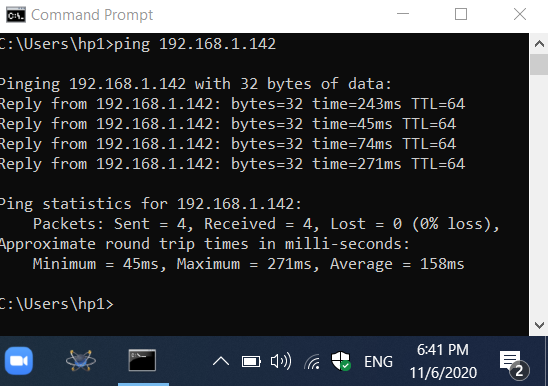 Command Prompt
C:\Users\hp1>ping 192.168.1.142
Pinging 192.168.1.142 with 32 bytes of data:
Reply from 192.168.1.142: bytes=32 time=243ms TTL=64
Reply from 192.168.1.142: bytes=32 time=45ms TTL=64
Reply from 192.168.1.142: bytes=32 time=74ms TTL=64
Reply from 192.168.1.142: bytes=32 time=271ms TTL=64
Ping statistics for 192.168.1.142:
    Packets: Sent = 4, Received = 4, Lost = 0 (0% loss),
Approximate round trip times in milli-seconds:
    Minimum = 45ms, Maximum = 271ms, Average = 158ms
C:\Users\hp1>
ENG
6:41 PM
11/6/2020
2